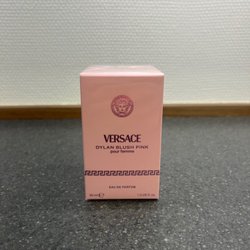 VERSACE
DYLAN BLUSH PINK
pour femme
EAU DE PARFUM